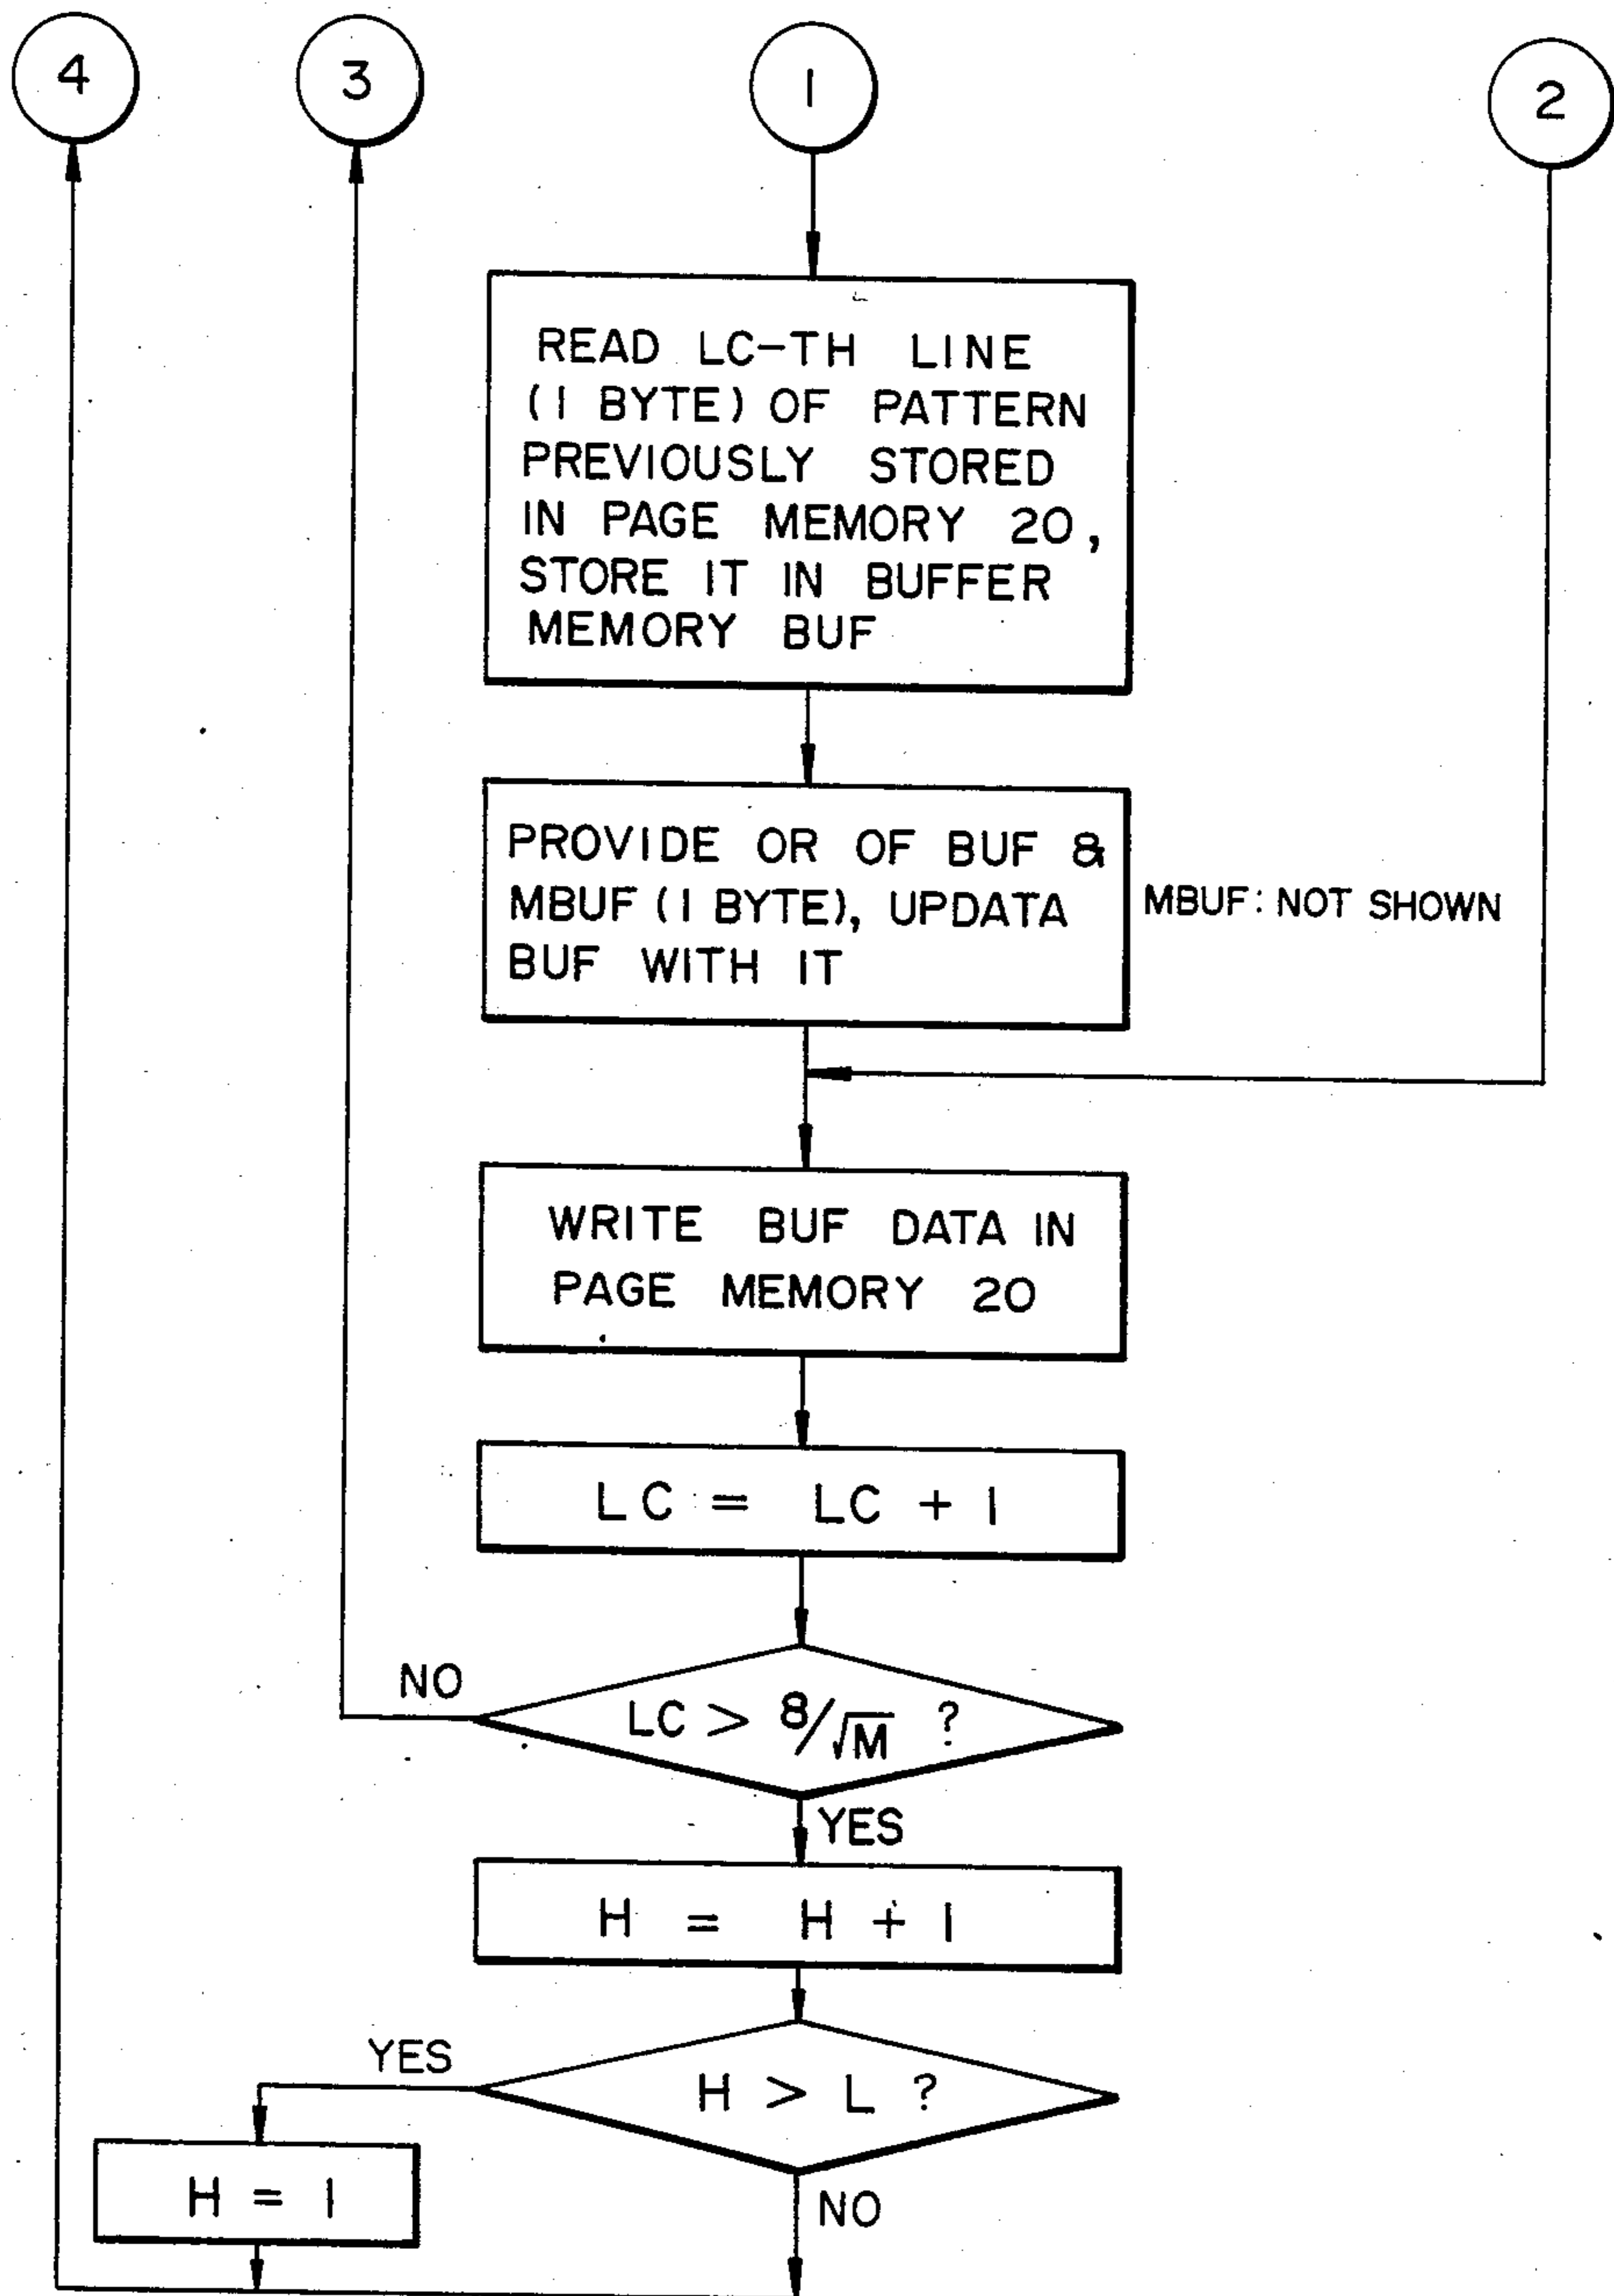 4
3
1
2
READ LC-TH LINE
(1 BYTE) OF PATTERN
PREVIOUSLY STORED
IN PAGE MEMORY 20,
STORE IT IN BUFFER
MEMORY BUF
PROVIDE OR OF BUF &
MBUF (1 BYTE), UPDATA
BUF WITH IT
MBUF: NOT SHOWN
WRITE BUF DATA IN
PAGE MEMORY 20
LC = LC + 1
NO
LC > 8/√M ?
YES
H = H + 1
YES
H > L ?
H = 1
NO